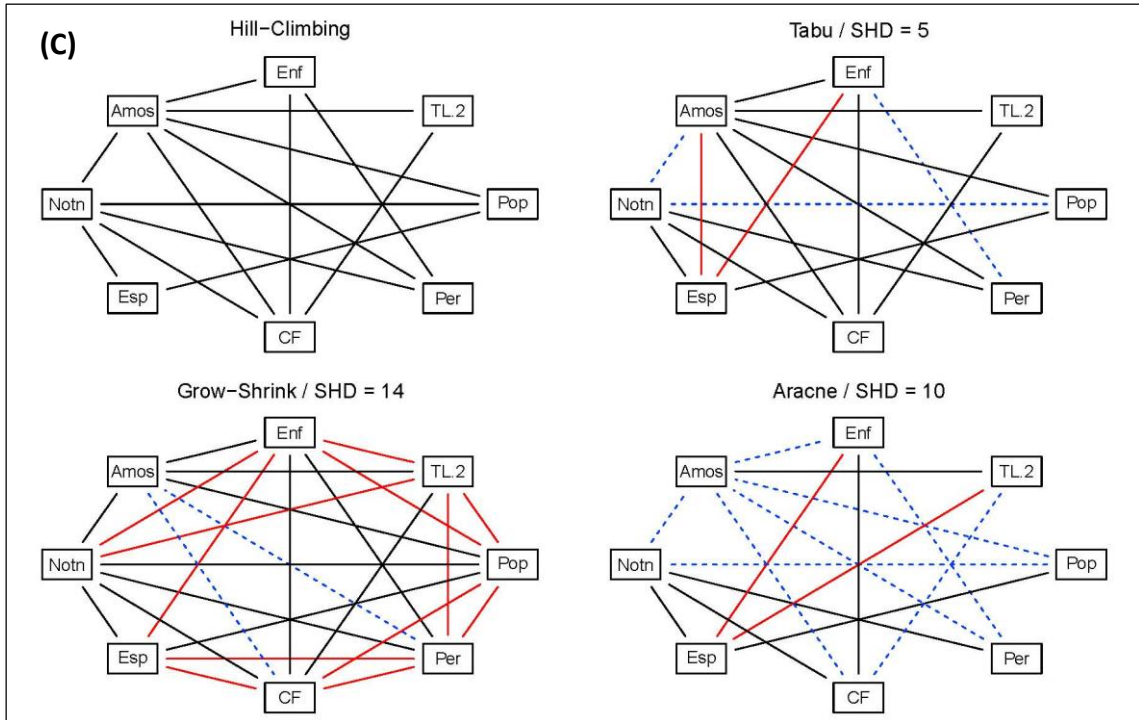 (C)
Hill−Climbing
Enf
Amos
TL.2
Notn
Pop
Esp
Per
CF
Tabu / SHD = 5
Enf
Amos
TL.2
Notn
Pop
Esp
Per
CF
Grow−Shrink / SHD = 14
Enf
Amos
TL.2
Notn
Pop
Esp
Per
CF
Aracne / SHD = 10
Enf
Amos
TL.2
Notn
Pop
Esp
Per
CF